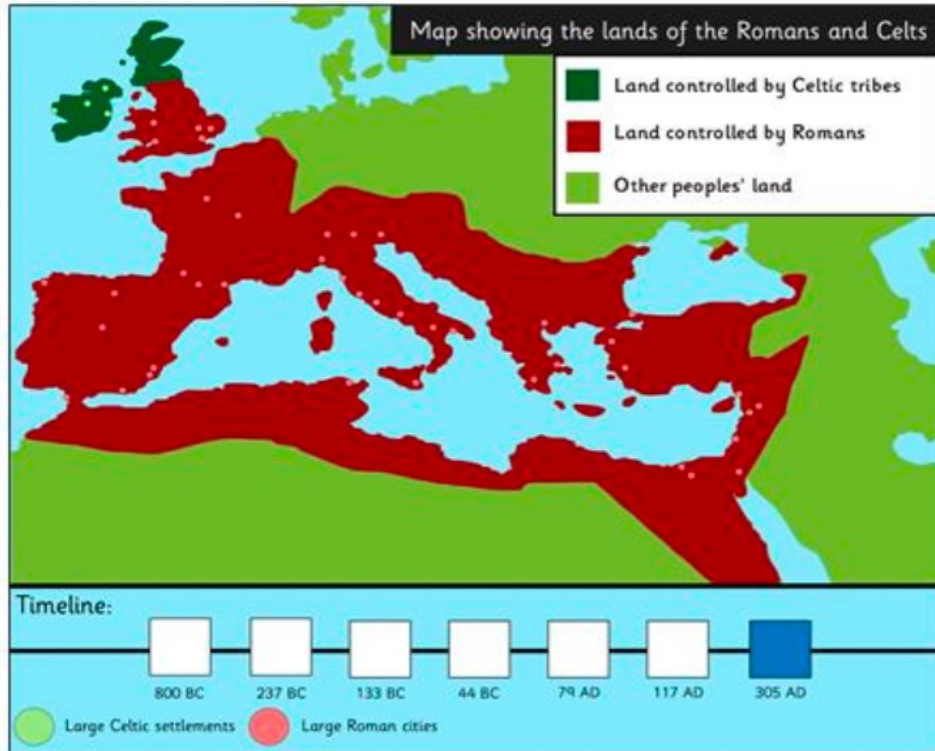 Map showing the lands of the Romans and Celts
Land controlled by Celtic tribes
Land controlled by Romans
Other peoples' land
Timeline:
800 BC 237 BC 133 BC 44 BC 79 AD 117 AD 305 AD
Large Celtic settlements Large Roman cities